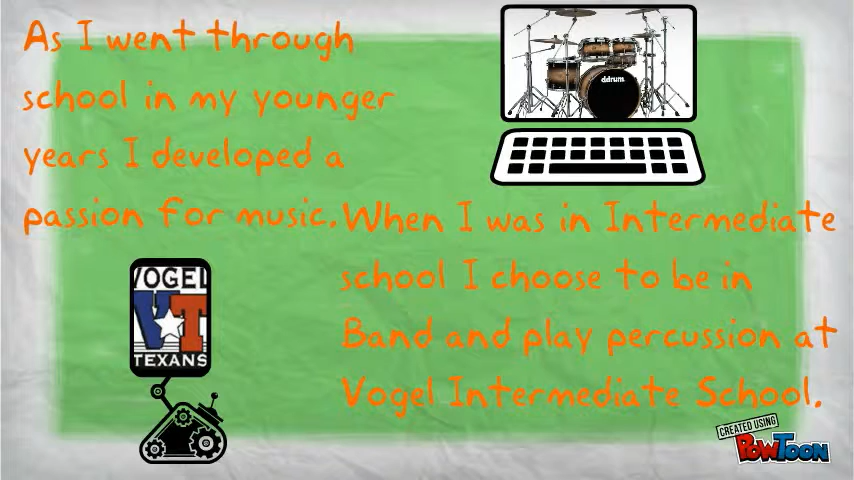 As I went through
school in my younger
years I developed a
passion for music.
When I was in Intermediate
school I choose to be in
Band and play percussion at
Vogel Intermediate School.
ddrum
VOGEL
VT
TEXANS
CREATED USING
POWTOON